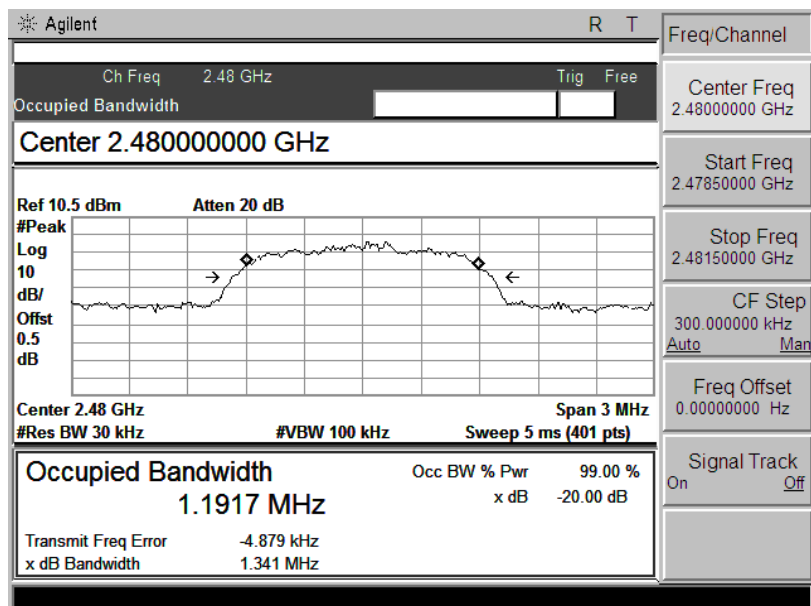 Agilent R T
Freq/Channel
Ch Freq 2.48 GHz Trig Free
Occupied Bandwidth
Center 2.480000000 GHz
Ref 10.5 dBm Atten 20 dB
#Peak
Log
10
dB/
Offst
0.5
dB
Center 2.48 GHz Span 3 MHz
#Res BW 30 kHz #VBW 100 kHz Sweep 5 ms (401 pts)
Occupied Bandwidth Occ BW % Pwr 99.00 %
1.1917 MHz x dB -20.00 dB
Transmit Freq Error -4.879 kHz
x dB Bandwidth 1.341 MHz
Center Freq
2.48000000 GHz
Start Freq
2.47850000 GHz
Stop Freq
2.48150000 GHz
CF Step
300.000000 kHz
Auto Man
Freq Offset
0.00000000 Hz
Signal Track
On Off